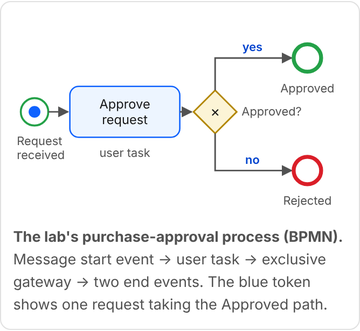 yes
Approved
Approve
request
×
Approved?
Request
received
user task
no
Rejected
The lab's purchase-approval process (BPMN).
Message start event → user task → exclusive
gateway → two end events. The blue token
shows one request taking the Approved path.